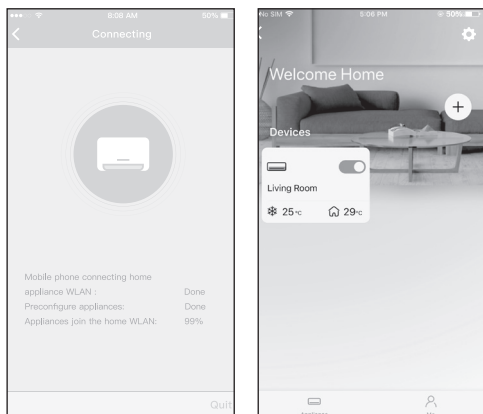 8:08 AM
50%
Connecting
Mobile phone connecting home
appliance WLAN :
Done
Preconfigure appliances:
Done
Appliances join the home WLAN:
99%
Quit
No SIM
5:06 PM
50%
Welcome Home
+
Devices
Living Room
25°C
29°C